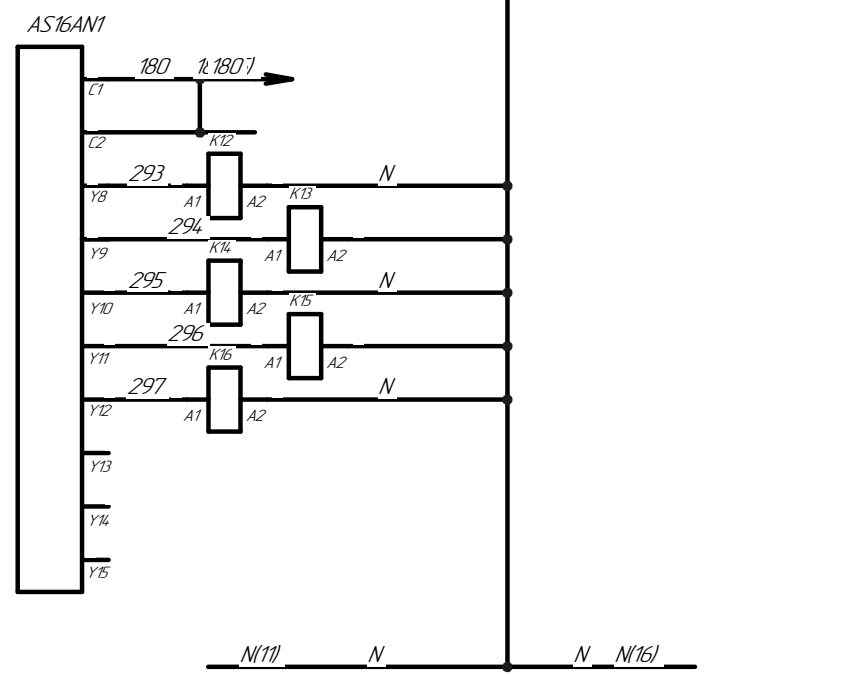 AS16AN1
180 180
C1
C2
K12
293 N
Y8 A1 A2 K13
294
Y9 K14 A1 A2
295 N
Y10 A1 A2 K15
296
Y11 K16 A1 A2
297 N
Y12 A1 A2
Y13
Y14
Y15
N(11) N N N(16)